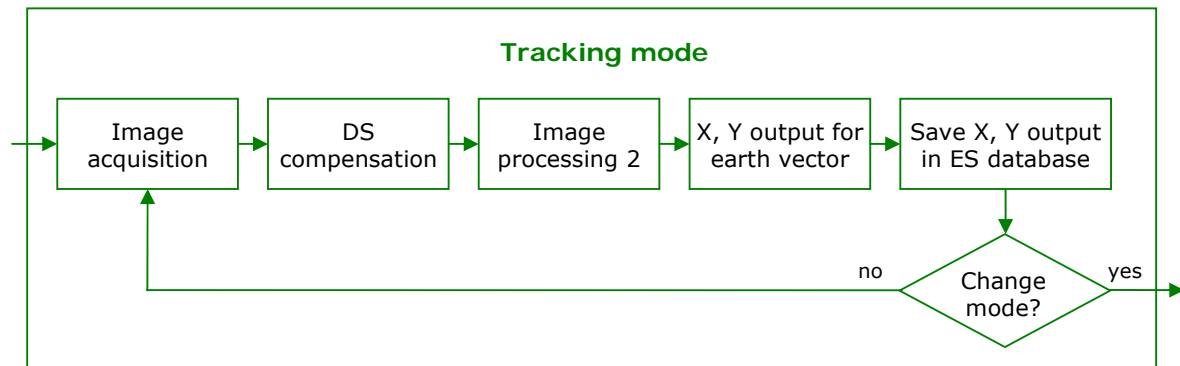 Tracking mode
Image
acquisition
DS
compensation
Image
processing 2
X, Y output for
earth vector
Save X, Y output
in ES database
no
Change
mode?
yes